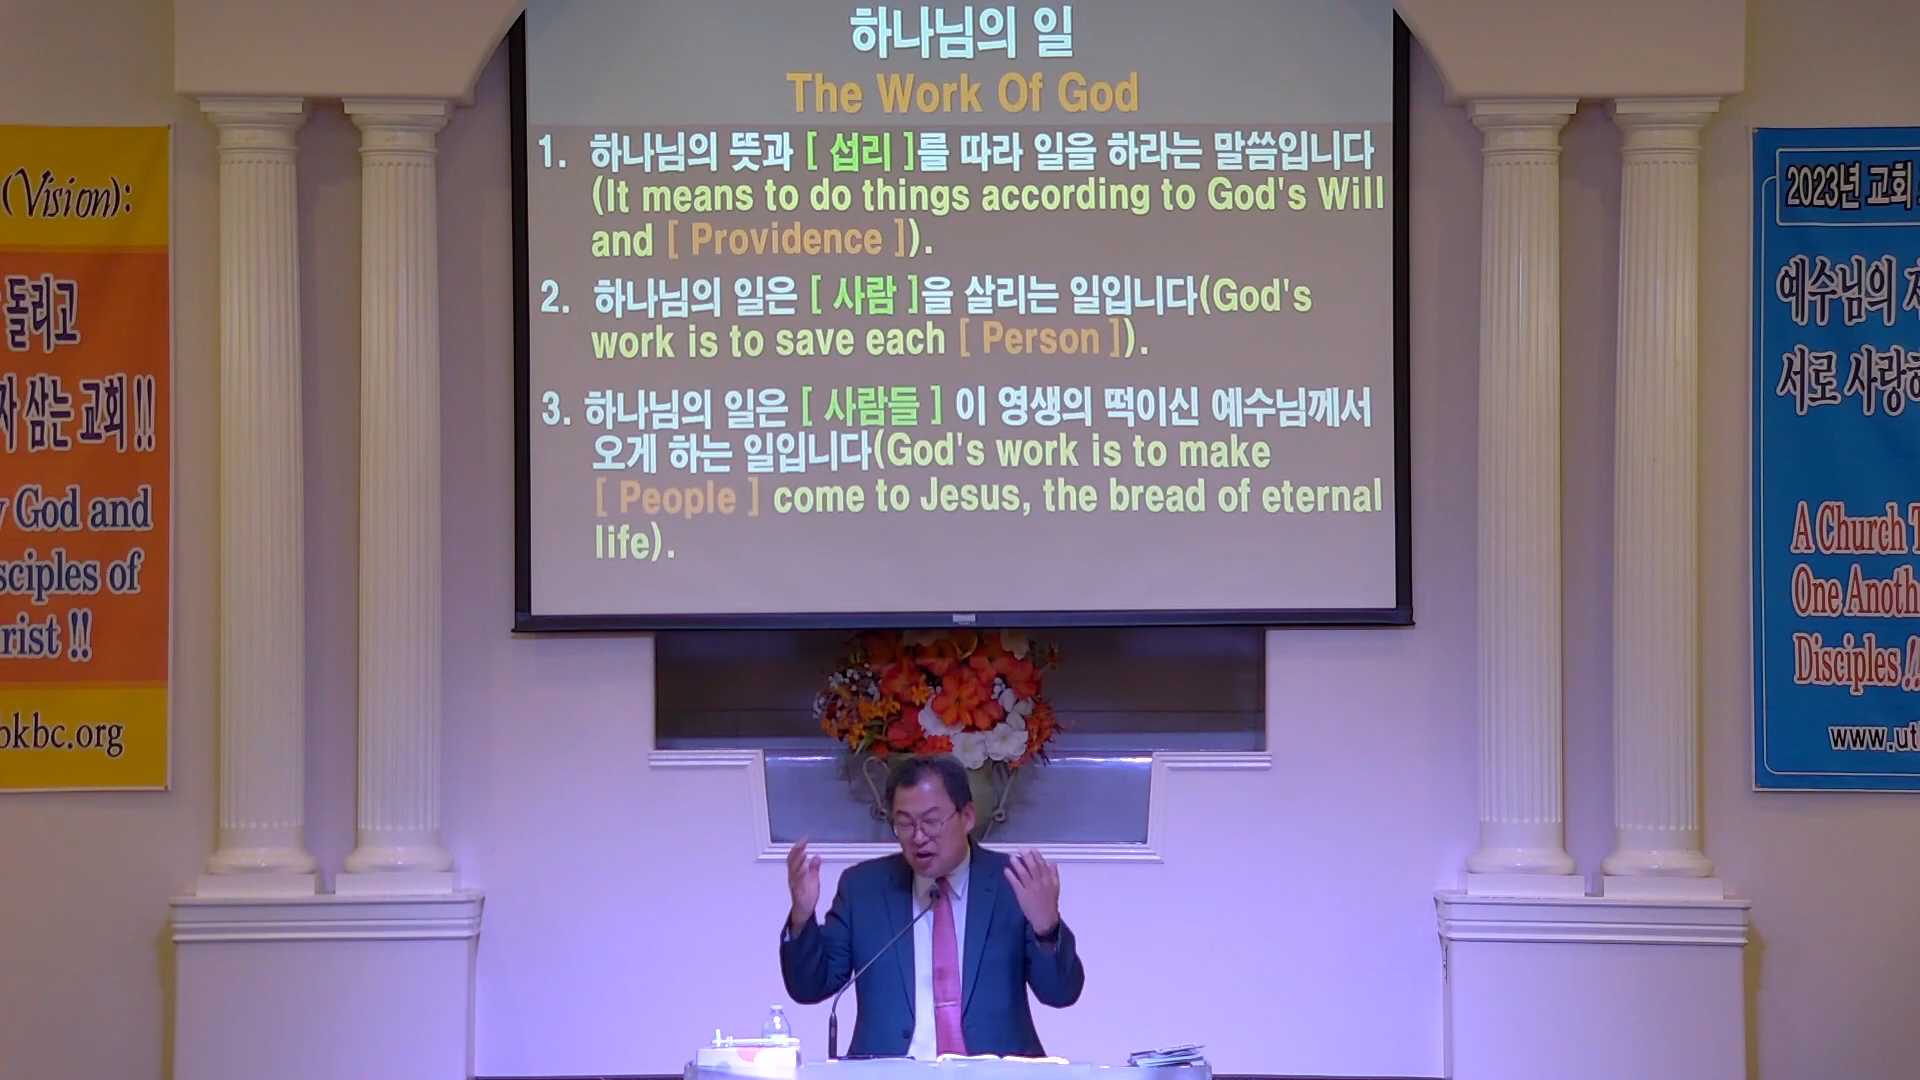 하나님의 일
The Work Of God
1. 하나님의 뜻과 [ 섭리 ]를 따라 일을 하라는 말씀입니다
(It means to do things according to God's Will
and [ Providence ]).
2. 하나님의 일은 [ 사람 ]을 살리는 일입니다(God's
work is to save each [ Person ]).
3. 하나님의 일은 [ 사람들 ] 이 영생의 떡이신 예수님께서
오게 하는 일입니다(God's work is to make
[ People ] come to Jesus, the bread of eternal
life).
(Vision):
돌리고
자 삼는 교회 !!
God and
sciples of
rist !!
bkbc.org
2023년 교회
예수님의
서로 사랑하
A Church
One Anoth
Disciples !!
www.ut